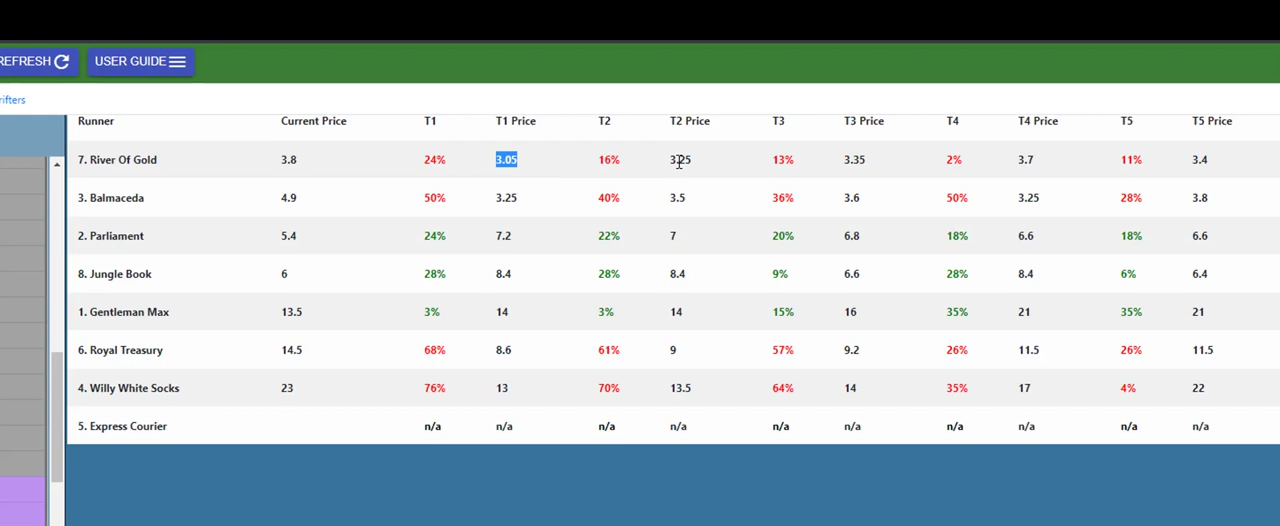 REFRESH
USER GUIDE
rifters
Runner Current Price T1 T1 Price T2 T2 Price T3 T3 Price T4 T4 Price T5 T5 Price
7. River Of Gold 3.8 24% 3.05 16% 3.25 13% 3.35 2% 3.7 11% 3.4
3. Balmaceda 4.9 50% 3.25 40% 3.5 36% 3.6 50% 3.25 28% 3.8
2. Parliament 5.4 24% 7.2 22% 7 20% 6.8 18% 6.6 18% 6.6
8. Jungle Book 6 28% 8.4 28% 8.4 9% 6.6 28% 8.4 6% 6.4
1. Gentleman Max 13.5 3% 14 3% 14 15% 16 35% 21 35% 21
6. Royal Treasury 14.5 68% 8.6 61% 9 57% 9.2 26% 11.5 26% 11.5
4. Willy White Socks 23 76% 13 70% 13.5 64% 14 35% 17 4% 22
5. Express Courier n/a n/a n/a n/a n/a n/a n/a n/a n/a n/a